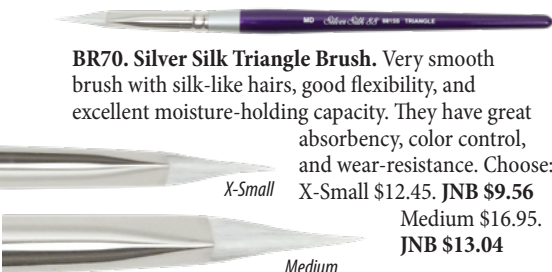 MD Silver Silk 88 8815S TRIANGLE
BR70. Silver Silk Triangle Brush. Very smooth
brush with silk-like hairs, good flexibility, and
excellent moisture-holding capacity. They have great
absorbency, color control,
and wear-resistance. Choose:
X-Small $12.45. JNB $9.56
Medium $16.95.
JNB $13.04
X-Small
Medium